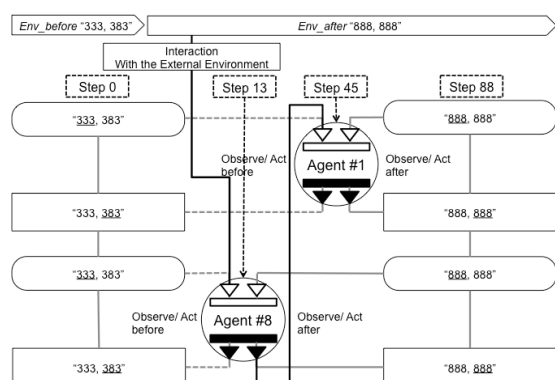 Env_before “333, 383”
Env_after “888, 888”
Interaction
With the External Environment
Step 0
Step 13
Step 45
Step 88
“333, 383”
“888, 888”
Observe/ Act
before
Agent #1
Observe/ Act
after
“333, 383”
“888, 888”
“333, 383”
“888, 888”
Observe/ Act
before
Agent #8
Observe/ Act
after
“333, 383”
“888, 888”